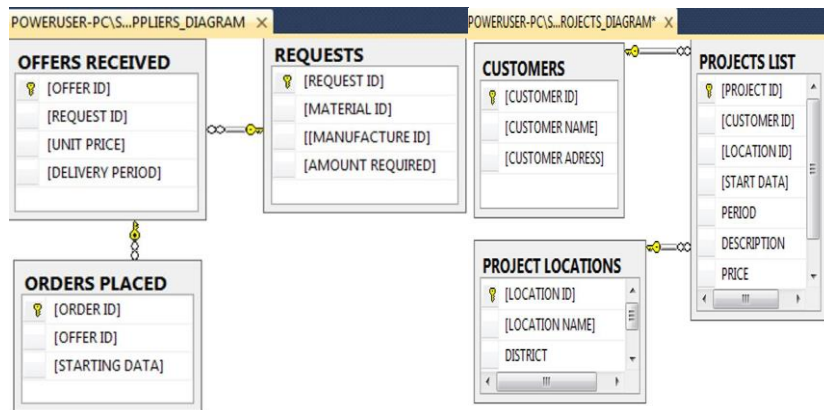 POWERUSER-PC\S...PPLIERS_DIAGRAM ×
OFFERS RECEIVED
[OFFER ID]
[REQUEST ID]
[UNIT PRICE]
[DELIVERY PERIOD]
REQUESTS
[REQUEST ID]
[MATERIAL ID]
[[MANUFACTURE ID]
[AMOUNT REQUIRED]
ORDERS PLACED
[ORDER ID]
[OFFER ID]
[STARTING DATA]
POWERUSER-PC\S...ROJECTS_DIAGRAM* ×
CUSTOMERS
[CUSTOMER ID]
[CUSTOMER NAME]
[CUSTOMER ADRESS]
PROJECTS LIST
[PROJECT ID]
[CUSTOMER ID]
[LOCATION ID]
[START DATA]
PERIOD
DESCRIPTION
PRICE
PROJECT LOCATIONS
[LOCATION ID]
[LOCATION NAME]
DISTRICT